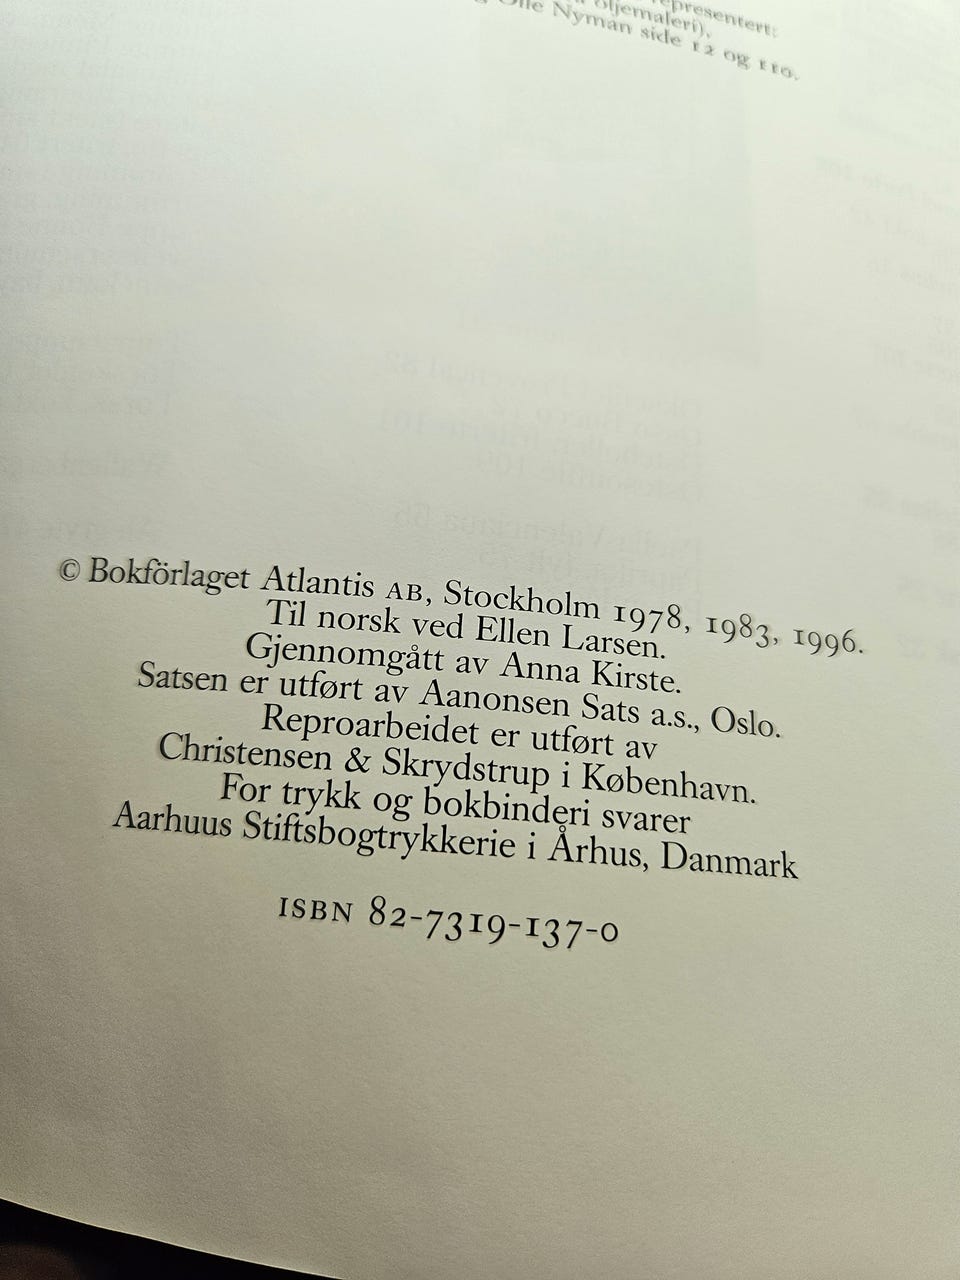 representert:
oljemaleri),
Olle Nyman side 12 og 110.
© Bokförlaget Atlantis AB, Stockholm 1978, 1983, 1996.
Til norsk ved Ellen Larsen.
Gjennomgått av Anna Kirste.
Satsen er utført av Aanonsen Sats a.s., Oslo.
Reproarbeidet er utført av
Christensen & Skrydstrup i København.
For trykk og bokbinderi svarer
Aarhuus Stiftsbogtrykkerie i Århus, Danmark
ISBN 82-7319-137-0